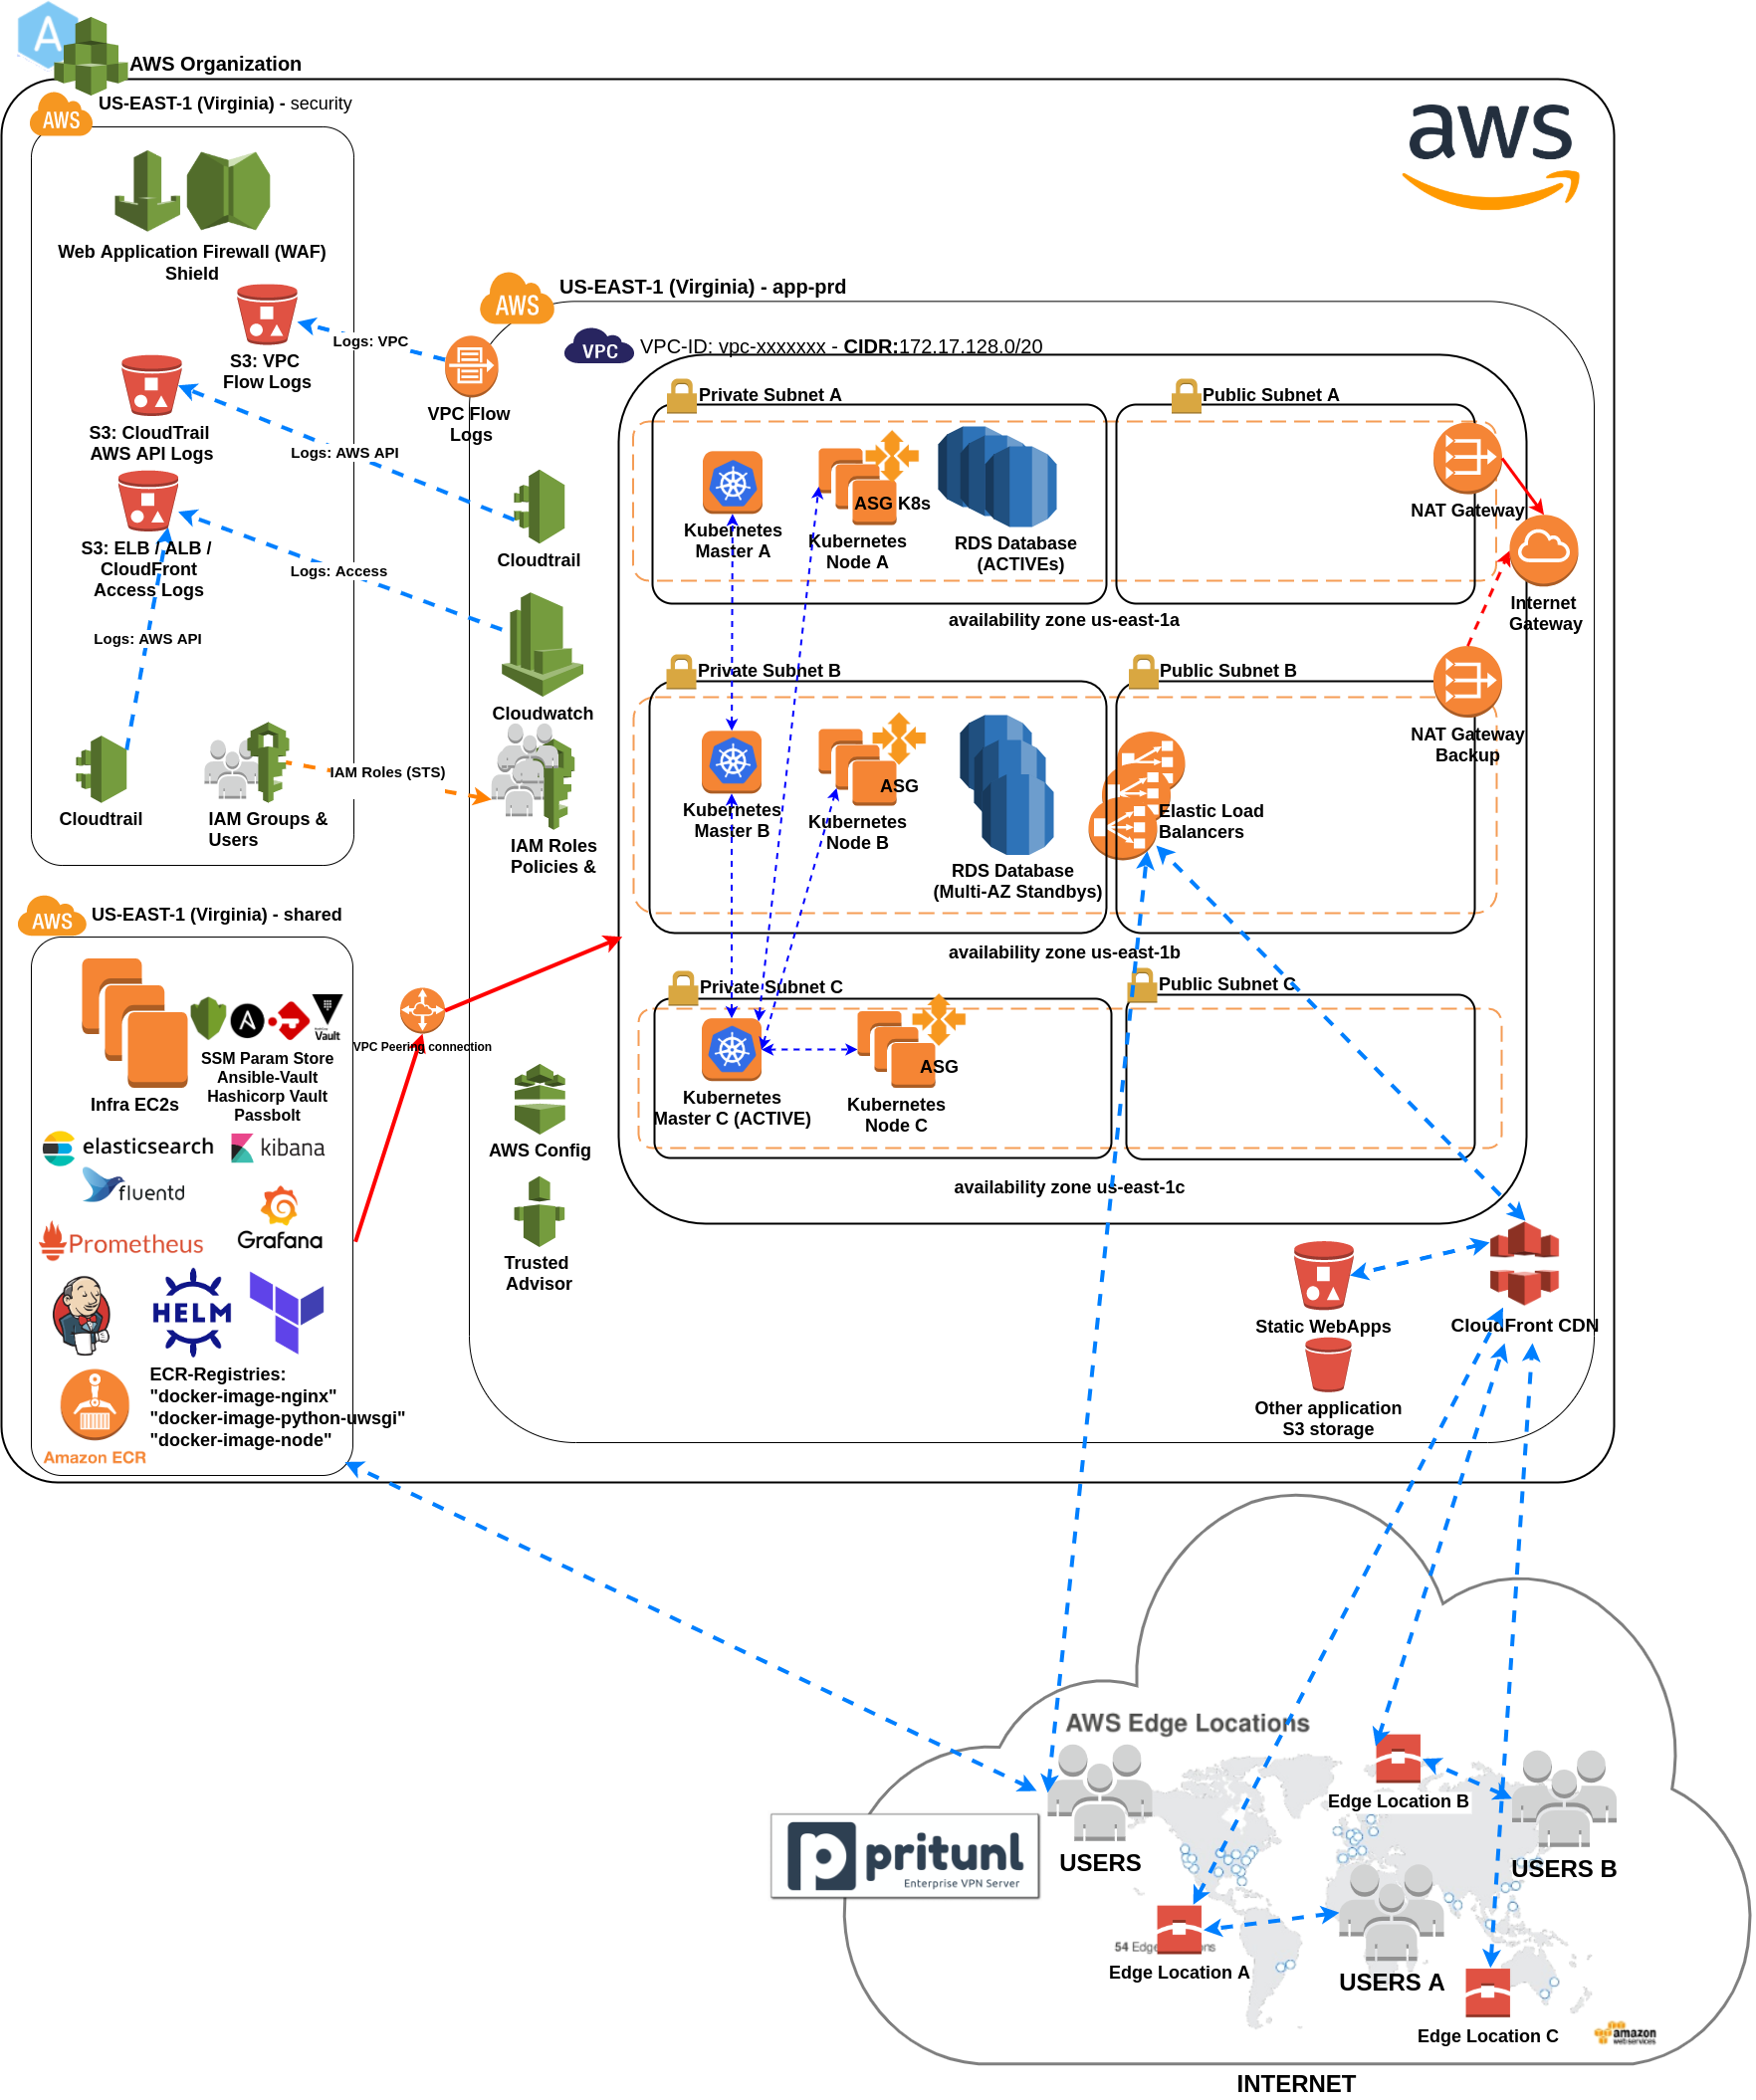 A
AWS Organization
AWS
US-EAST-1 (Virginia) - security
aws
Web Application Firewall (WAF)
Shield
S3: VPC
Flow Logs
Logs: VPC
S3: CloudTrail
AWS API Logs
Logs: AWS API
S3: ELB / ALB /
CloudFront
Access Logs
Logs: Access
Logs: AWS API
Cloudtrail
IAM Groups &
Users
IAM Roles (STS)
AWS
US-EAST-1 (Virginia) - app-prd
VPC
VPC-ID: vpc-xxxxxxx - CIDR:172.17.128.0/20
VPC Flow
Logs
Cloudtrail
Cloudwatch
IAM Roles
Policies &
AWS Config
Trusted
Advisor
Private Subnet A
Public Subnet A
Kubernetes
Master A
ASG K8s
Kubernetes
Node A
RDS Database
(ACTIVEs)
NAT Gateway
Internet
Gateway
availability zone us-east-1a
Private Subnet B
Public Subnet B
Kubernetes
Master B
ASG
Kubernetes
Node B
RDS Database
(Multi-AZ Standbys)
Elastic Load
Balancers
NAT Gateway
Backup
availability zone us-east-1b
Private Subnet C
Public Subnet C
Kubernetes
Master C (ACTIVE)
ASG
Kubernetes
Node C
availability zone us-east-1c
Static WebApps
CloudFront CDN
Other application
S3 storage
AWS
US-EAST-1 (Virginia) - shared
VPC Peering connection
Infra EC2s
Vault
SSM Param Store
Ansible-Vault
Hashicorp Vault
Passbolt
elasticsearch
kibana
fluentd
Prometheus
Grafana
HELM
Amazon ECR
ECR-Registries:
"docker-image-nginx"
"docker-image-python-uwsgi"
"docker-image-node"
AWS Edge Locations
pritunl
Enterprise VPN Server
USERS
Edge Location B
USERS B
54 Edge
Edge Location A
USERS A
Edge Location C
amazon
webservices
INTERNET